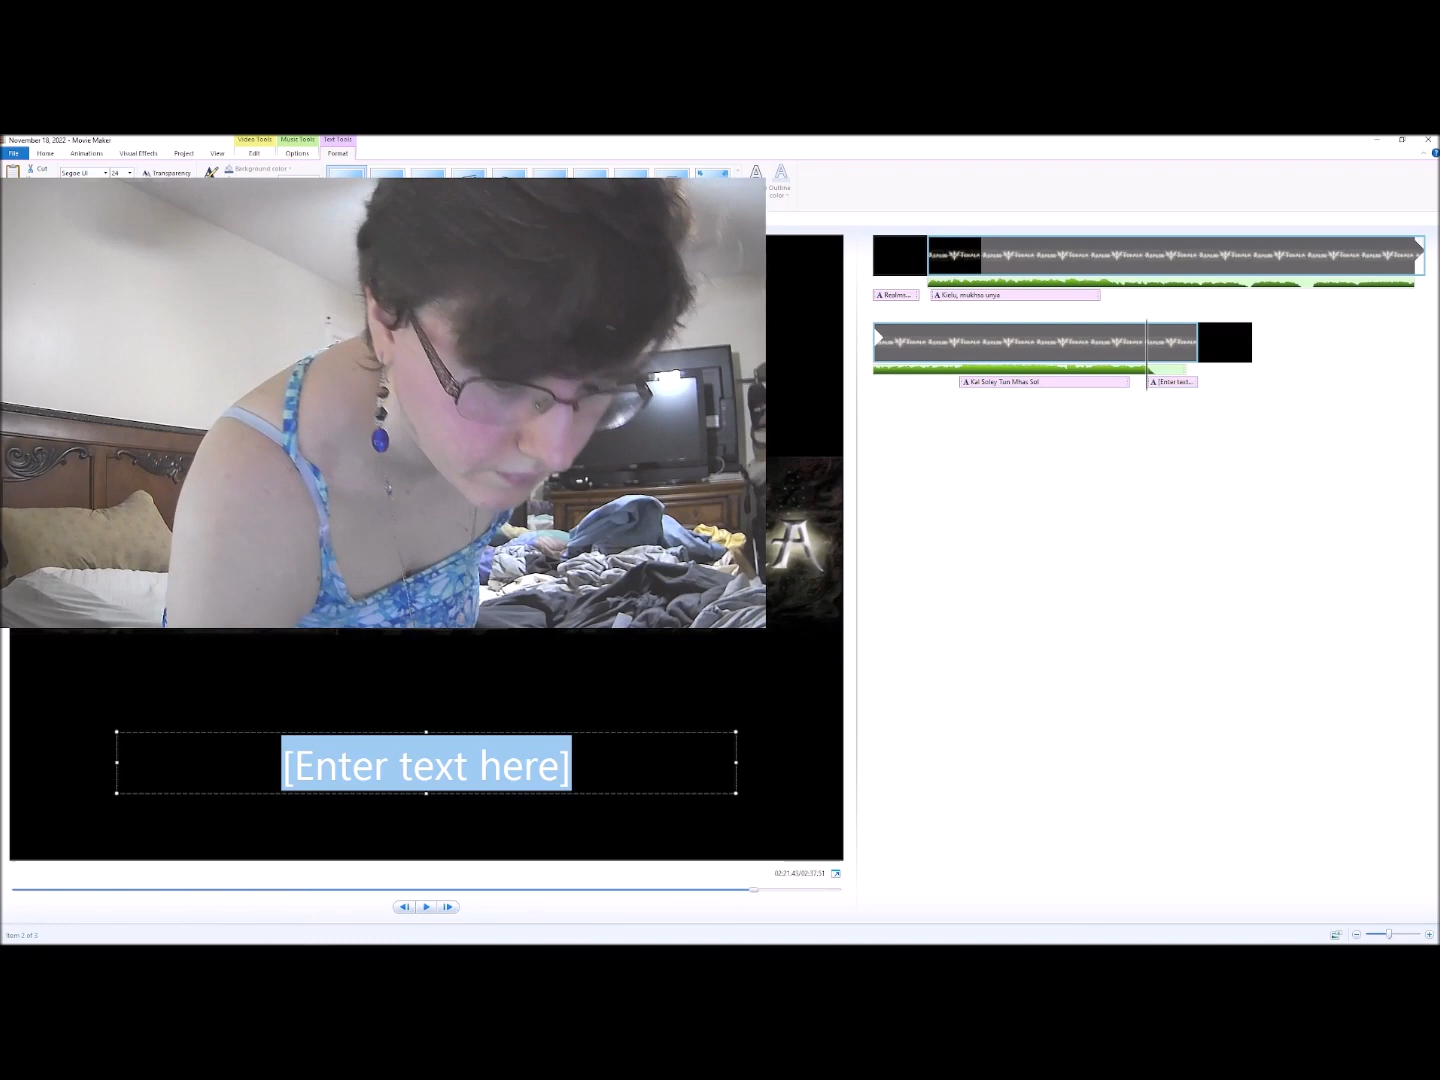 November 18, 2022 - Movie Maker
Video Tools
Music Tools
Text Tools
File
Home
Animations
Visual Effects
Project
View
Edit
Options
Format
Cut
Segoe UI
24
Transparency
Background color
Outline
color
A Realms...
A Kielu, mukhso unya
A Kal Soley Tun Mhas Sol
A [Enter text...
A
[Enter text here]
02:21.43/02:37.51
Item 2 of 3